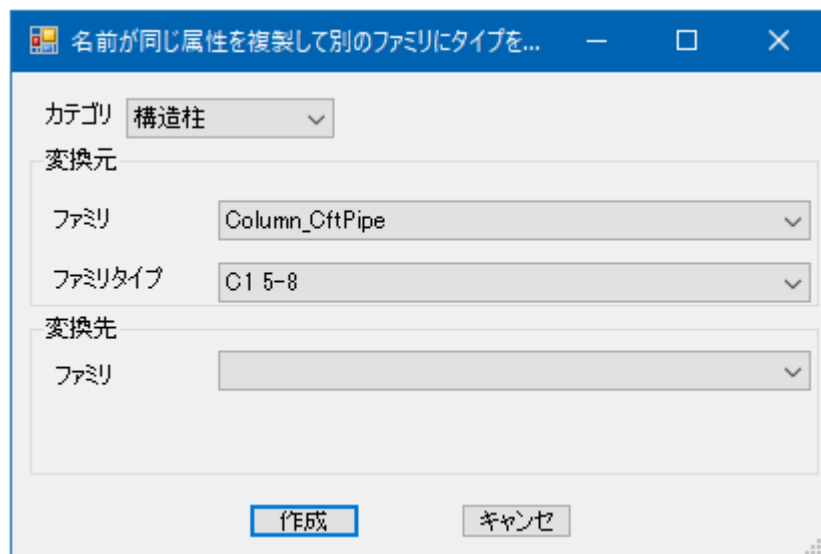 名前が同じ属性を複製して別のファミリにタイプを...
カテゴリ 構造柱
変換元
ファミリ Column_CftPipe
ファミリタイプ C1 5-8
変換先
ファミリ
作成 キャンセ